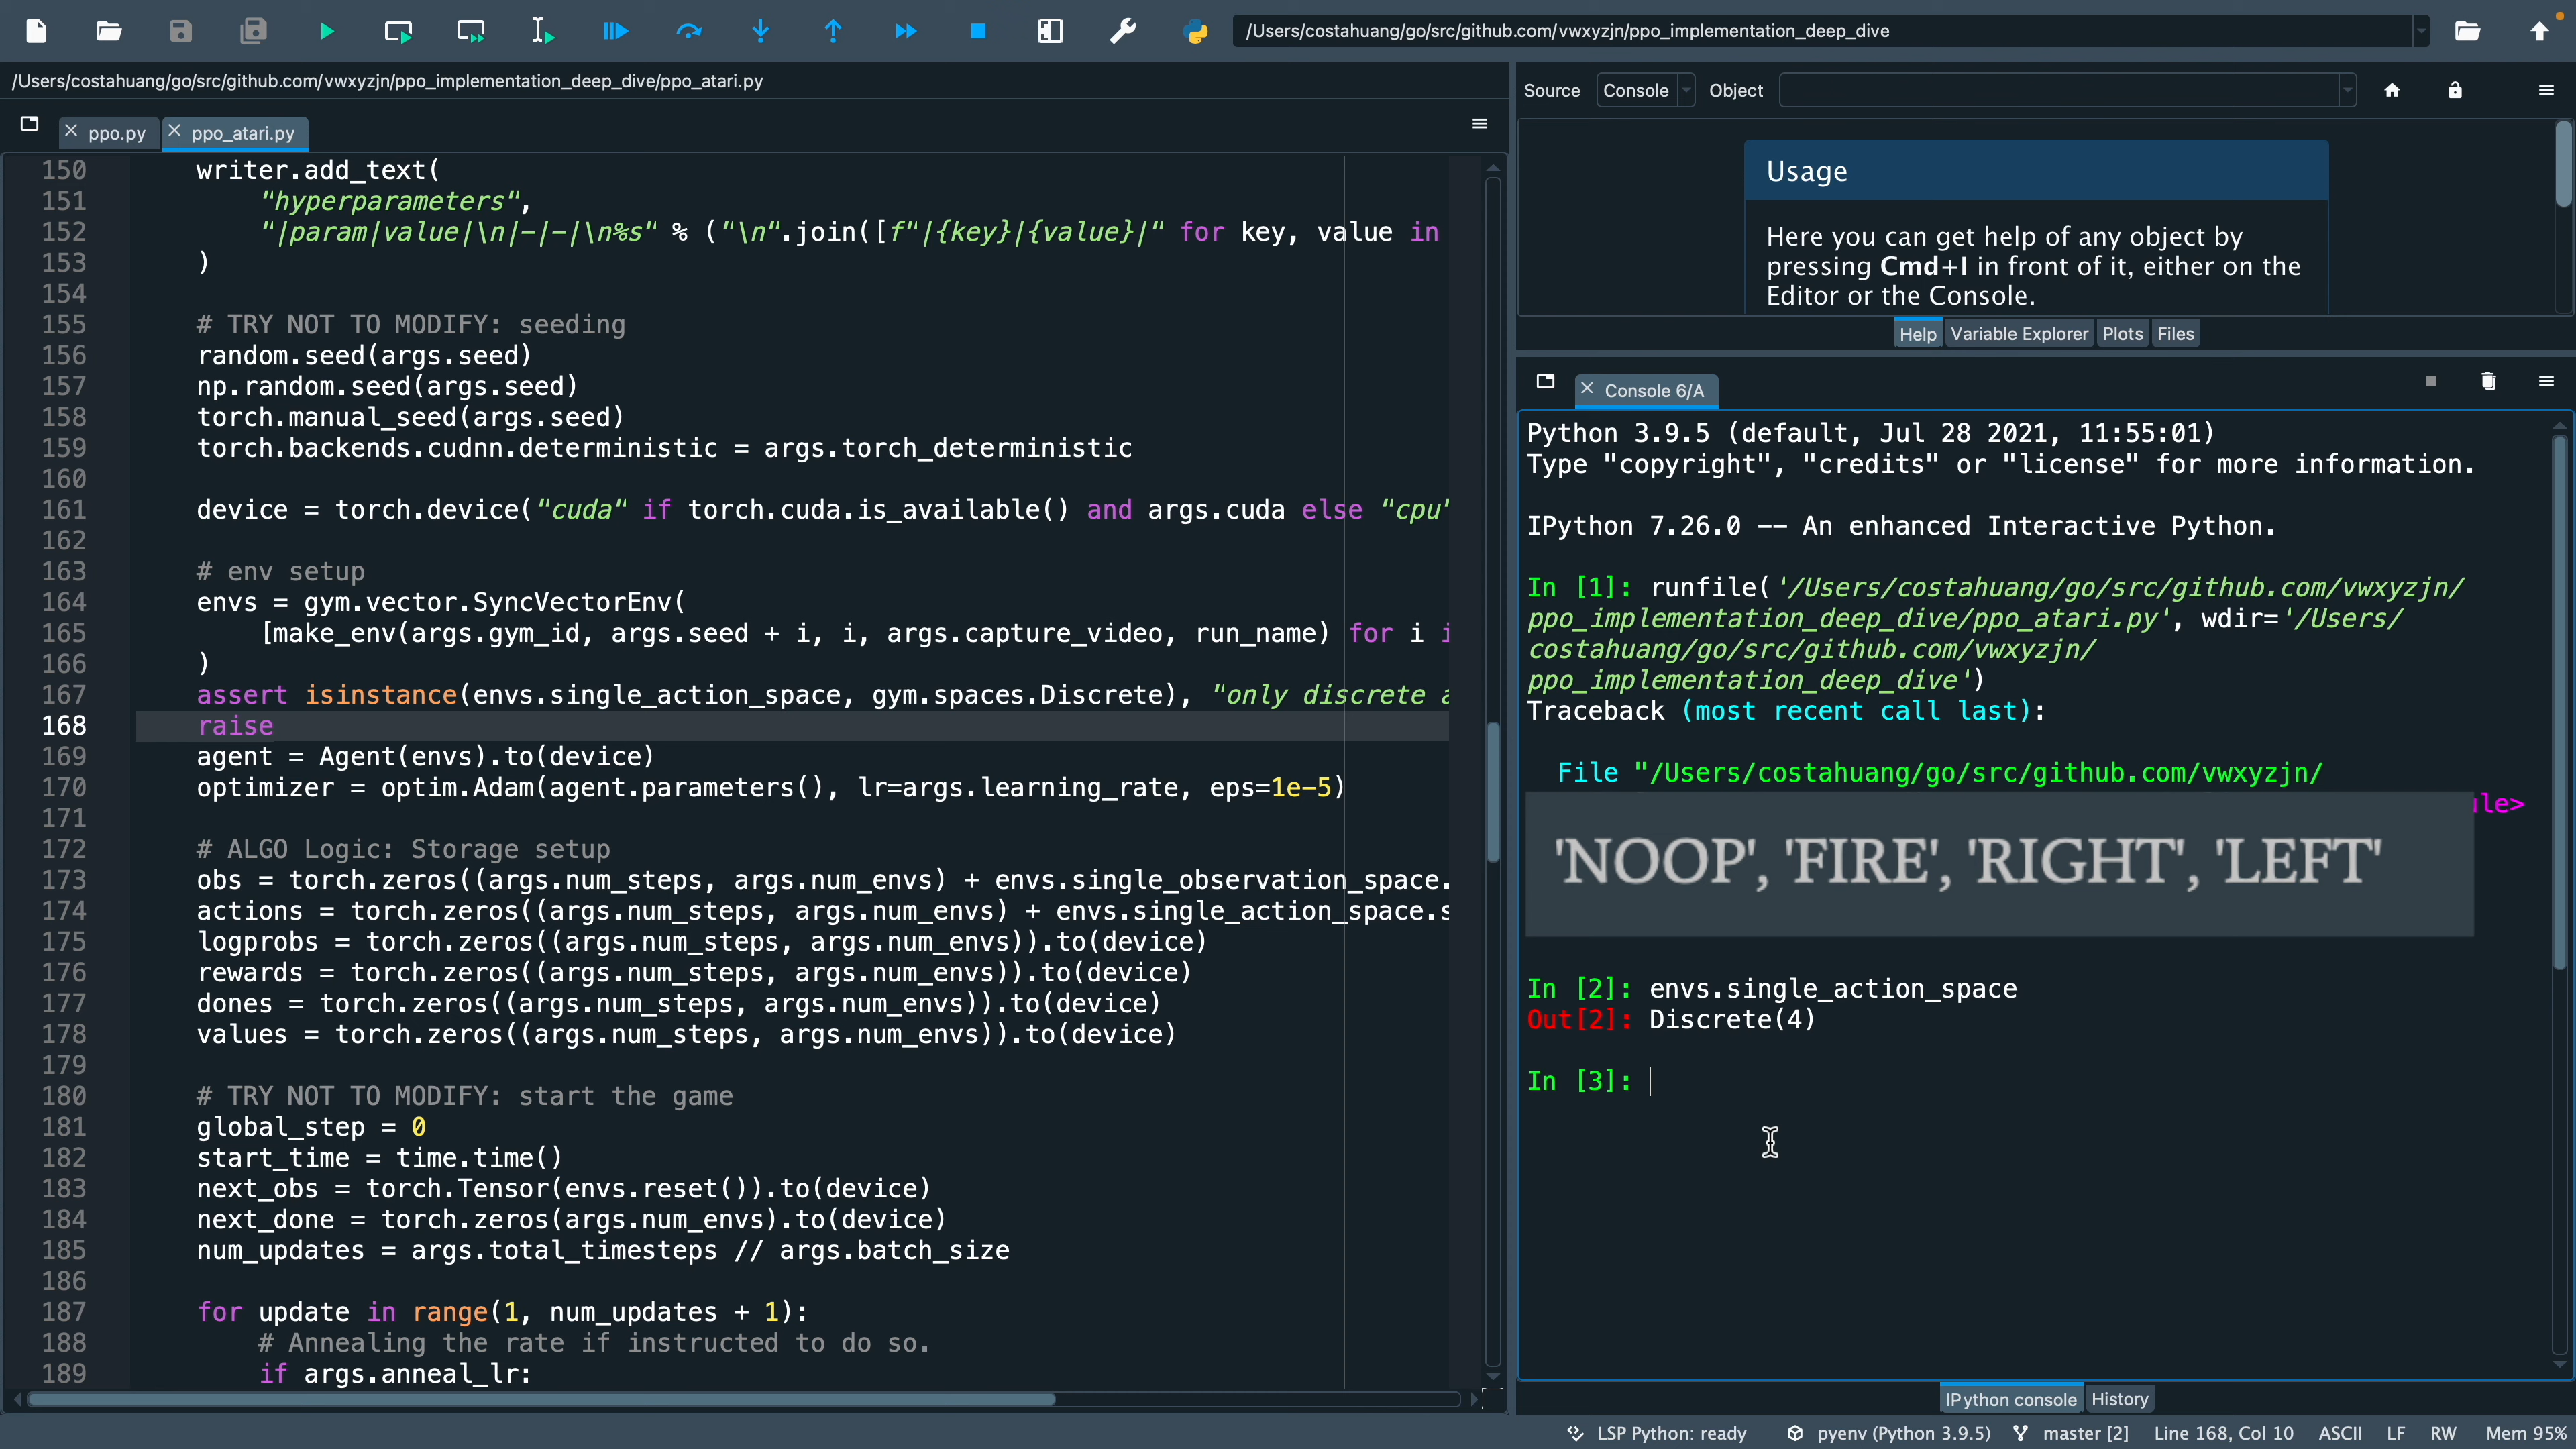 /Users/costahuang/go/src/github.com/vwxyzjn/ppo_implementation_deep_dive
/Users/costahuang/go/src/github.com/vwxyzjn/ppo_implementation_deep_dive/ppo_atari.py
ppo.py
ppo_atari.py
150 writer.add_text(
151 "hyperparameters",
152 "|param|value|\n|-|-|\n%s" % ("\n".join([f"|{key}|{value}|" for key, value in
153 )
154
155 # TRY NOT TO MODIFY: seeding
156 random.seed(args.seed)
157 np.random.seed(args.seed)
158 torch.manual_seed(args.seed)
159 torch.backends.cudnn.deterministic = args.torch_deterministic
160
161 device = torch.device("cuda" if torch.cuda.is_available() and args.cuda else "cpu"
162
163 # env setup
164 envs = gym.vector.SyncVectorEnv(
165 [make_env(args.gym_id, args.seed + i, i, args.capture_video, run_name) for i i
166 )
167 assert isinstance(envs.single_action_space, gym.spaces.Discrete), "only discrete a
168 raise
169 agent = Agent(envs).to(device)
170 optimizer = optim.Adam(agent.parameters(), lr=args.learning_rate, eps=1e-5)
171
172 # ALGO Logic: Storage setup
173 obs = torch.zeros((args.num_steps, args.num_envs) + envs.single_observation_space.
174 actions = torch.zeros((args.num_steps, args.num_envs) + envs.single_action_space.s
175 logprobs = torch.zeros((args.num_steps, args.num_envs)).to(device)
176 rewards = torch.zeros((args.num_steps, args.num_envs)).to(device)
177 dones = torch.zeros((args.num_steps, args.num_envs)).to(device)
178 values = torch.zeros((args.num_steps, args.num_envs)).to(device)
179
180 # TRY NOT TO MODIFY: start the game
181 global_step = 0
182 start_time = time.time()
183 next_obs = torch.Tensor(envs.reset()).to(device)
184 next_done = torch.zeros(args.num_envs).to(device)
185 num_updates = args.total_timesteps // args.batch_size
186
187 for update in range(1, num_updates + 1):
188 # Annealing the rate if instructed to do so.
189 if args.anneal_lr:
Source Console Object
Usage
Here you can get help of any object by
pressing Cmd+I in front of it, either on the
Editor or the Console.
Help Variable Explorer Plots Files
Console 6/A
Python 3.9.5 (default, Jul 28 2021, 11:55:01)
Type "copyright", "credits" or "license" for more information.
IPython 7.26.0 -- An enhanced Interactive Python.
In [1]: runfile('/Users/costahuang/go/src/github.com/vwxyzjn/
ppo_implementation_deep_dive/ppo_atari.py', wdir='/Users/
costahuang/go/src/github.com/vwxyzjn/
ppo_implementation_deep_dive')
Traceback (most recent call last):
File "/Users/costahuang/go/src/github.com/vwxyzjn/
ule>
'NOOP', 'FIRE', 'RIGHT', 'LEFT'
In [2]: envs.single_action_space
Out[2]: Discrete(4)
In [3]:
IPython console History
LSP Python: ready pyenv (Python 3.9.5) master [2] Line 168, Col 10 ASCII LF RW Mem 95%